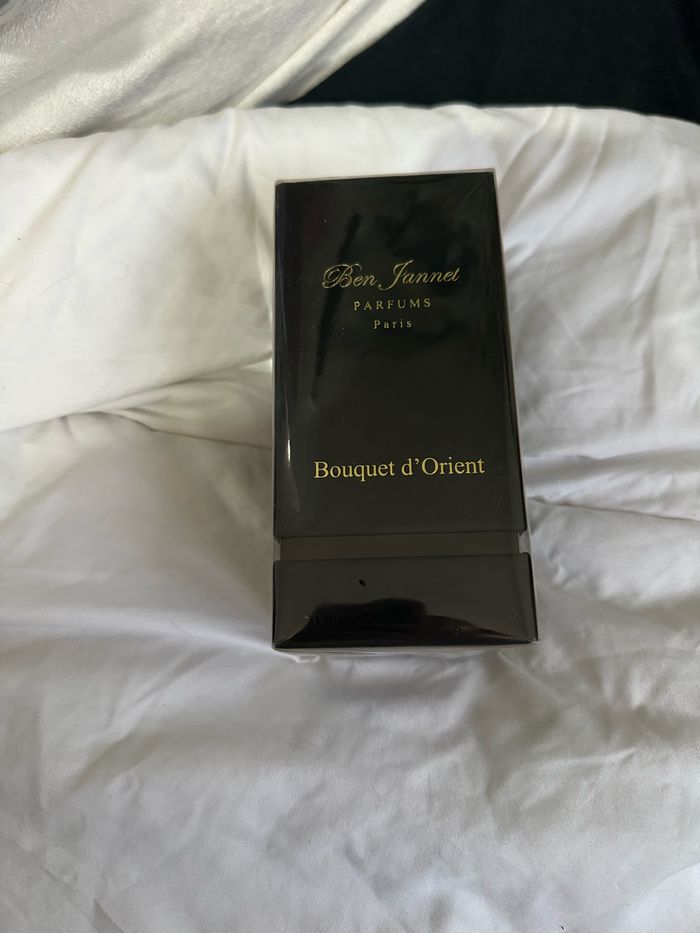 Ben Jannet
PARFUMS
Paris
Bouquet d’Orient